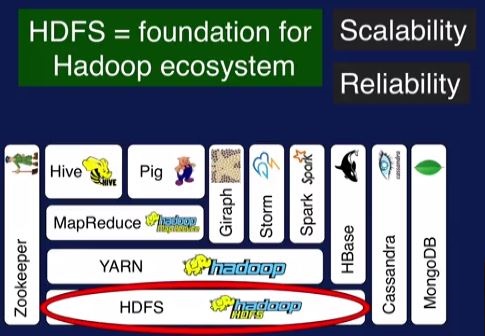 HDFS = foundation for
Hadoop ecosystem
Scalability
Reliability
Zookeeper
Hive
HIVE
Pig
Giraph
Storm
Spark
Spark
HBase
Cassandra
cassandra
MongoDB
MapReduce
hadoop
MapReduce
YARN
hadoop
HDFS
hadoop
HDFS